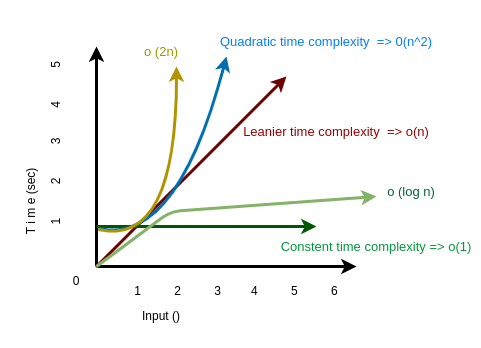 Quadratic time complexity => 0(n^2)
o (2n)
5
4
Leanier time complexity => o(n)
3
2
o (log n)
T i m e (sec)
1
Constent time complexity => o(1)
0
1 2 3 4 5 6
Input ()